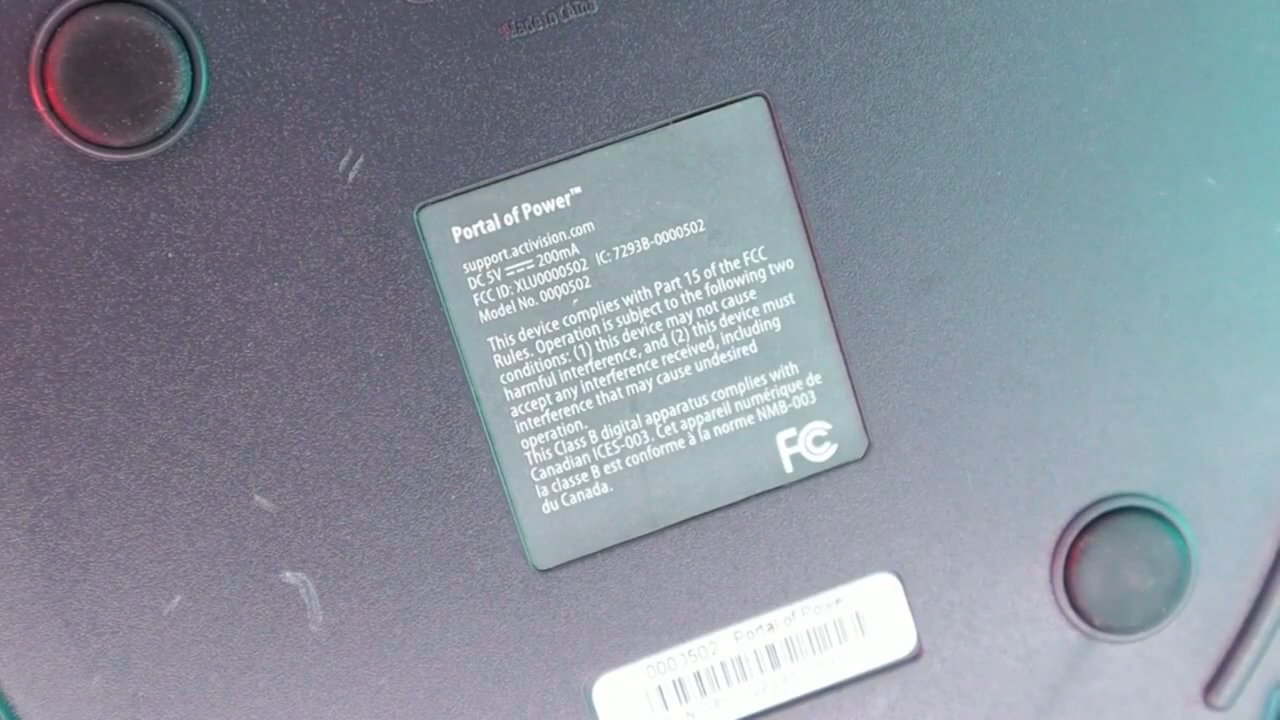 Made in China
Portal of Power™
support.activision.com
DC 5V 200mA
FCC ID: XLU0000502 IC: 7293B-0000502
Model No. 0000502
This device complies with Part 15 of the FCC
Rules. Operation is subject to the following two
conditions: (1) this device may not cause
harmful interference, and (2) this device must
accept any interference received, including
interference that may cause undesired
operation.
This Class B digital apparatus complies with
Canadian ICES-003. Cet appareil numérique de
la classe B est conforme à la norme NMB-003
du Canada.
FC
0000502 Portal of Power